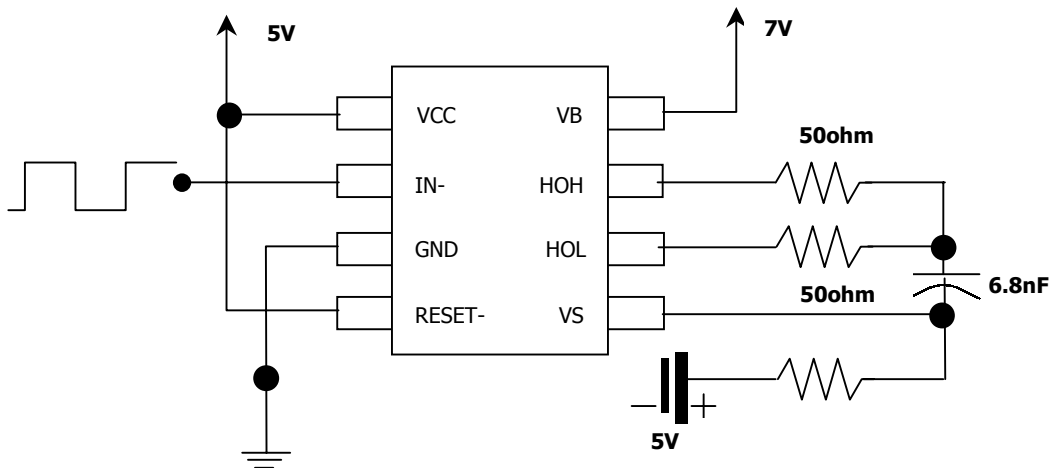 5V
7V
VCC
VB
50ohm
IN-
HOH
GND
HOL
50ohm
6.8nF
RESET-
VS
5V